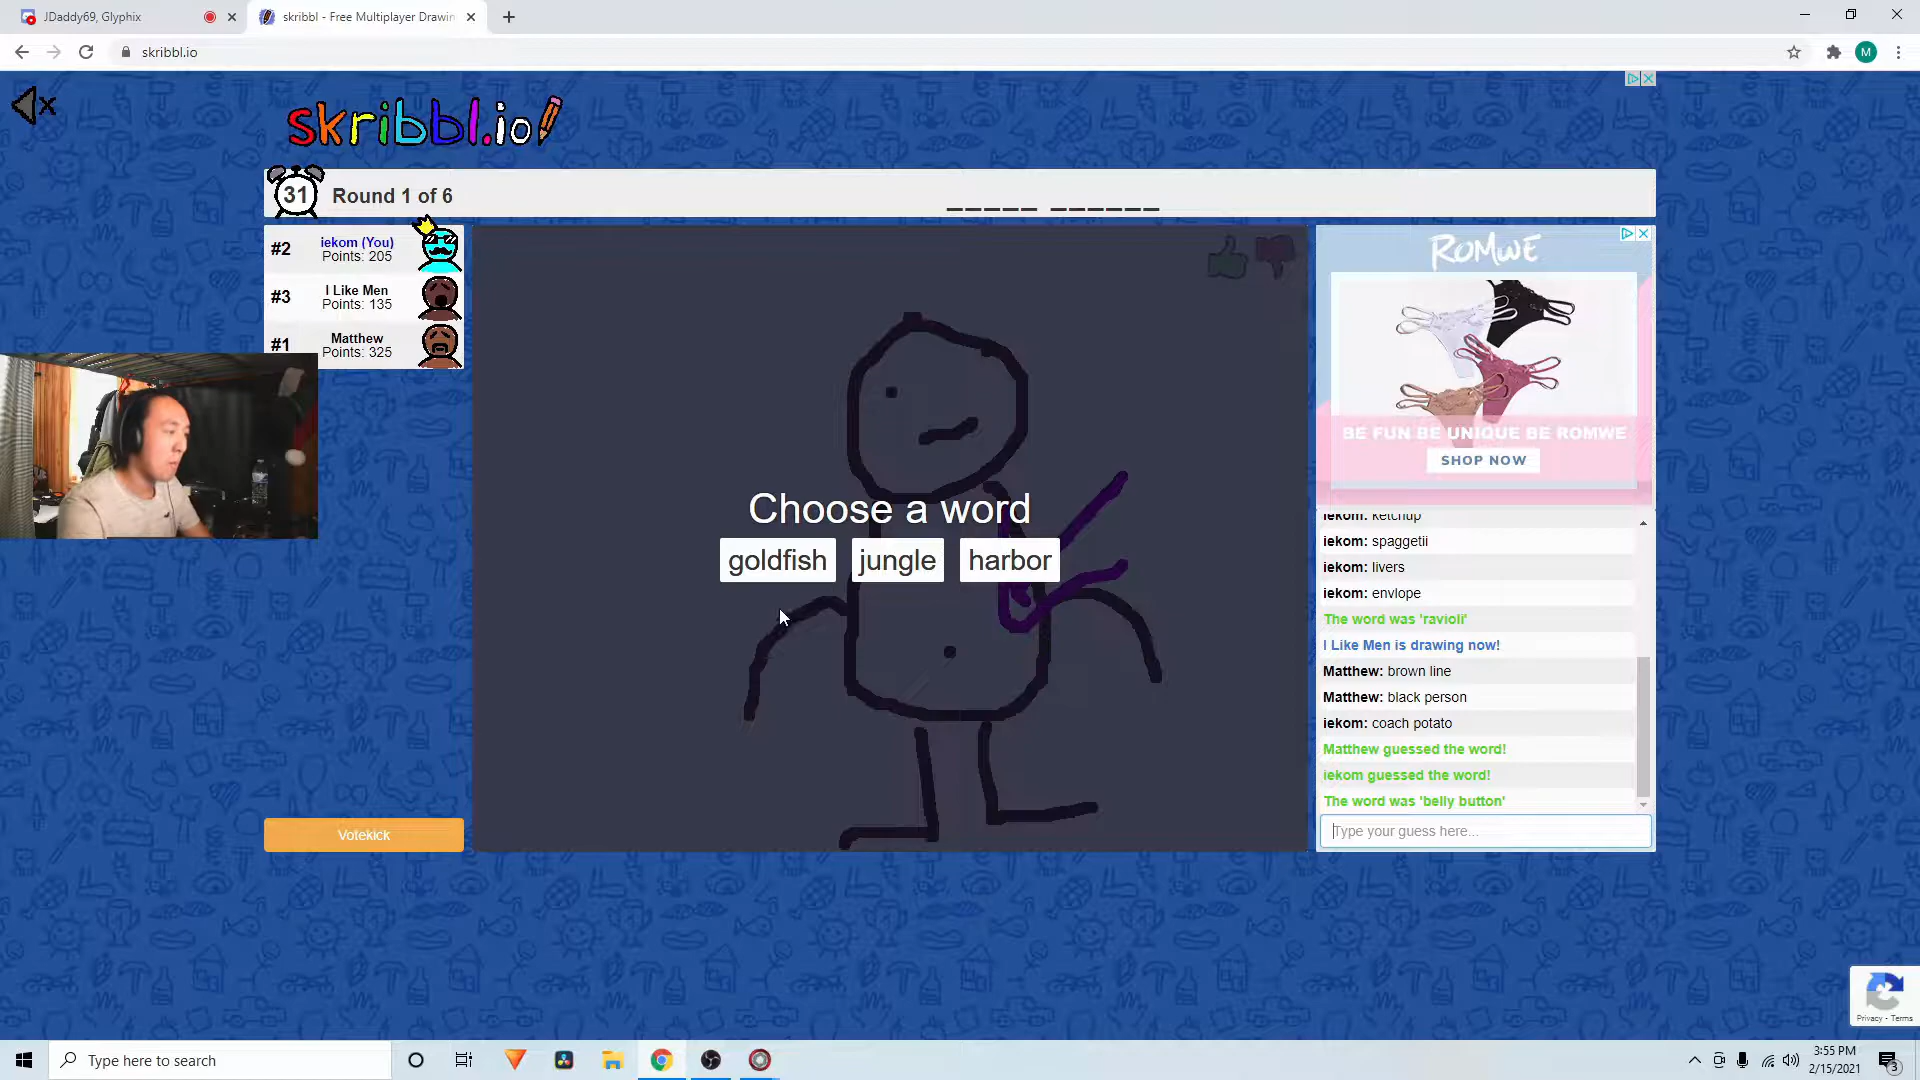 JDaddy69, Glyphix
skribbl - Free Multiplayer Drawin
skribbl.io
skribbl.io
31
Round 1 of 6
_____ ______
#2
iekom (You)
Points: 205
#3
I Like Men
Points: 135
#1
Matthew
Points: 325
Choose a word
goldfish
jungle
harbor
ROMWE
BE FUN BE UNIQUE BE ROMWE
SHOP NOW
iekom: ketchup
iekom: spaggetii
iekom: livers
iekom: envlope
The word was 'ravioli'
I Like Men is drawing now!
Matthew: brown line
Matthew: black person
iekom: coach potato
Matthew guessed the word!
iekom guessed the word!
The word was 'belly button'
Type your guess here...
Votekick
Privacy - Terms
Type here to search
3:55 PM
2/15/2021
3
M